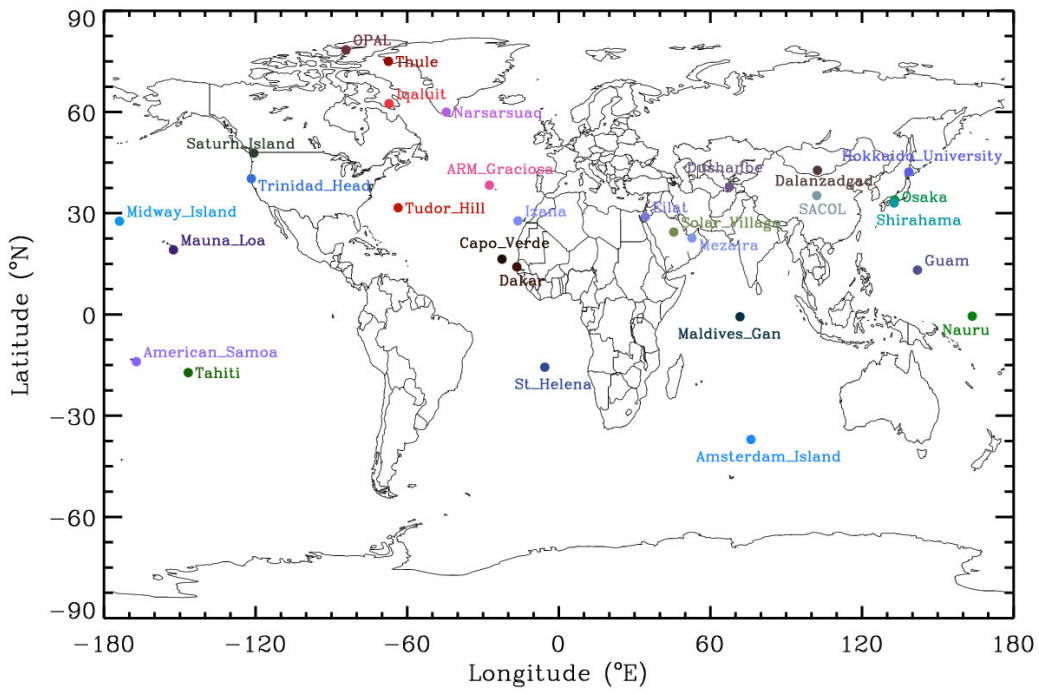 90
OPAL
Thule
Iqaluit
60
Narsarsuaq
Saturn_Island
Hokkaido_University
ARM_Graciosa
Dushanbe
Trinidad_Head
Dalanzadgad
Osaka
30
Midway_Island
Tudor_Hill
Izana
Eilat
SACOL
Shirahama
Solar_Village
Mauna_Loa
Capo_Verde
Mezaira
Guam
Dakar
0
Maldives_Gan
Nauru
American_Samoa
Tahiti
St_Helena
−30
Amsterdam_Island
−60
−90
−180 −120 −60 0 60 120 180
Longitude (°E)
Latitude (°N)